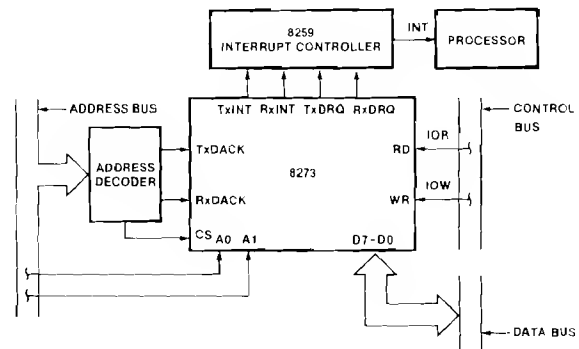 8259
INTERRUPT CONTROLLER
INT
PROCESSOR
TxINT RxINT TxDRQ RxDRQ
ADDRESS BUS
CONTROL
BUS
ADDRESS
DECODER
TxDACK
8273
RD
IOR
RxDACK
WR
IOW
CS
A0 A1
D7-D0
DATA BUS